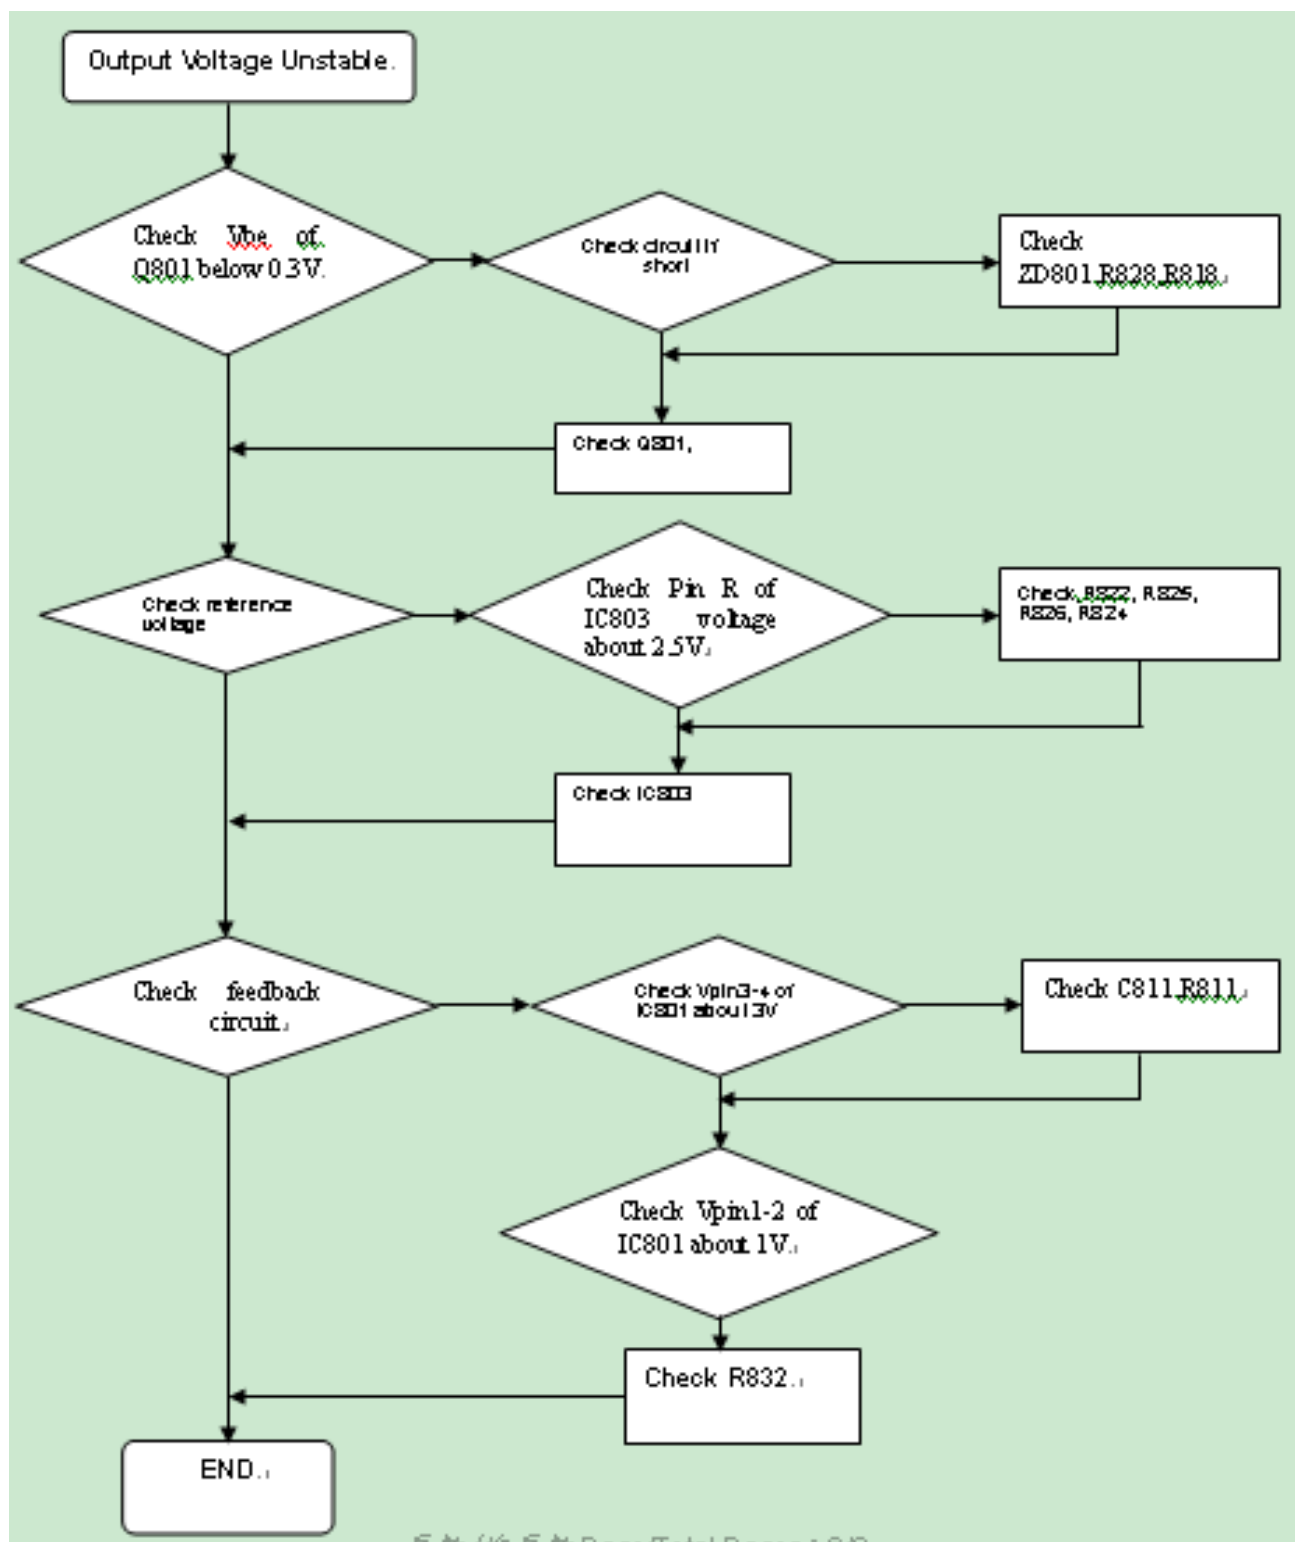 Output Voltage Unstable.
Check Vbe of
Q801 below 0.3V.
Check circuit if
short
Check
ZD801,R828,R818.
Check Q801,
Check reference
voltage
Check Pin R of
IC803 voltage
about 2.5V.
Check R822, R825,
R826, R824
Check IC803
Check feedback
circuit.
Check Vpin3-4 of
IC801 about 3V
Check C811,R811.
Check Vpin1-2 of
IC801 about 1V.
Check R832.
END.